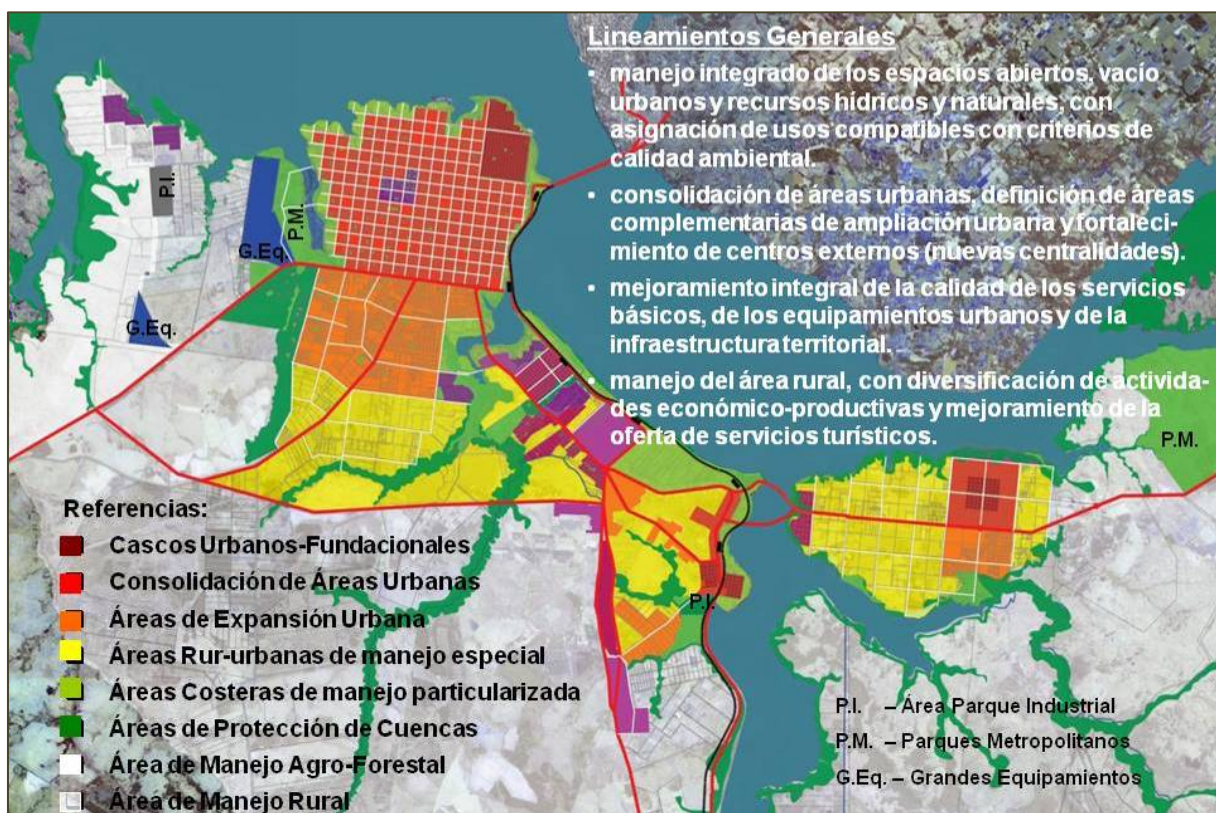 Lineamientos Generales
• manejo integrado de los espacios abiertos, vacío
urbanos y recursos hídricos y naturales, con
asignación de usos compatibles con criterios de
calidad ambiental.
• consolidación de áreas urbanas, definición de áreas
complementarias de ampliación urbana y fortaleci-
miento de centros externos (nuevas centralidades).
• mejoramiento integral de la calidad de los servicios
básicos, de los equipamientos urbanos y de la
infraestructura territorial.
• manejo del área rural, con diversificación de activida-
des económico-productivas y mejoramiento de la
oferta de servicios turísticos.
P.I.
P.M.
G.Eq.
G.Eq.
P.M.
P.I.
Referencias:
Cascos Urbanos-Fundacionales
Consolidación de Áreas Urbanas
Áreas de Expansión Urbana
Áreas Rur-urbanas de manejo especial
Áreas Costeras de manejo particularizada
Áreas de Protección de Cuencas
Área de Manejo Agro-Forestal
Área de Manejo Rural
P.I. – Área Parque Industrial
P.M. – Parques Metropolitanos
G.Eq. – Grandes Equipamientos